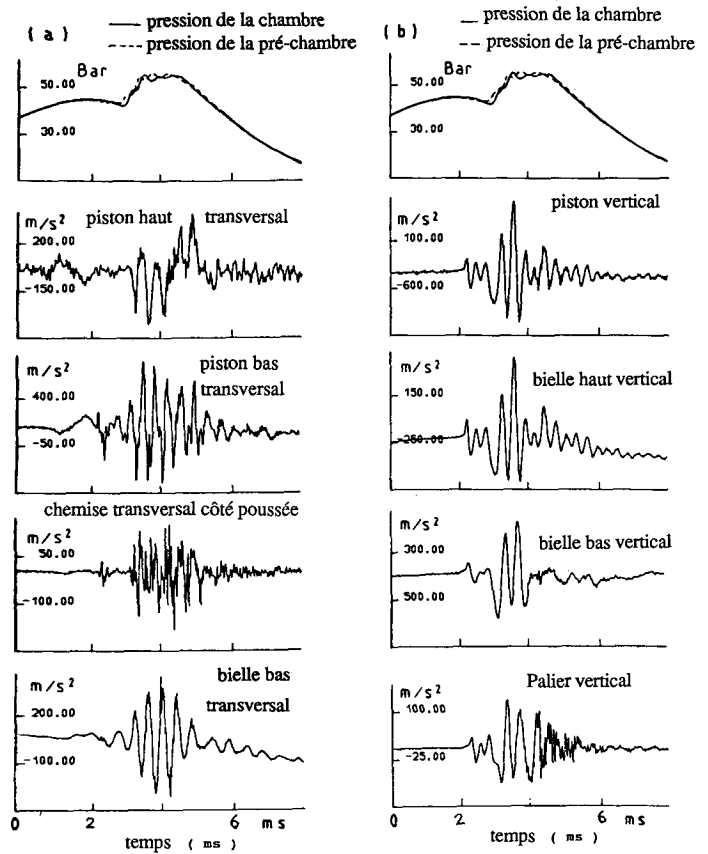 (a)
pression de la chambre
pression de la pré-chambre
Bar
50.00
30.00
m/s²
piston haut transversal
200.00
-150.00
m/s²
piston bas
transversal
400.00
-50.00
chemise transversal côté poussée
m/s²
50.00
-100.00
bielle bas
m/s²
transversal
200.00
-100.00
0 2 6 ms
temps (ms)
(b)
pression de la chambre
pression de la pré-chambre
Bar
50.00
30.00
piston vertical
m/s²
100.00
-600.00
m/s²
bielle haut vertical
150.00
-250.00
m/s²
bielle bas vertical
300.00
500.00
Palier vertical
m/s²
100.00
-25.00
0 2 6 ms
temps (ms)